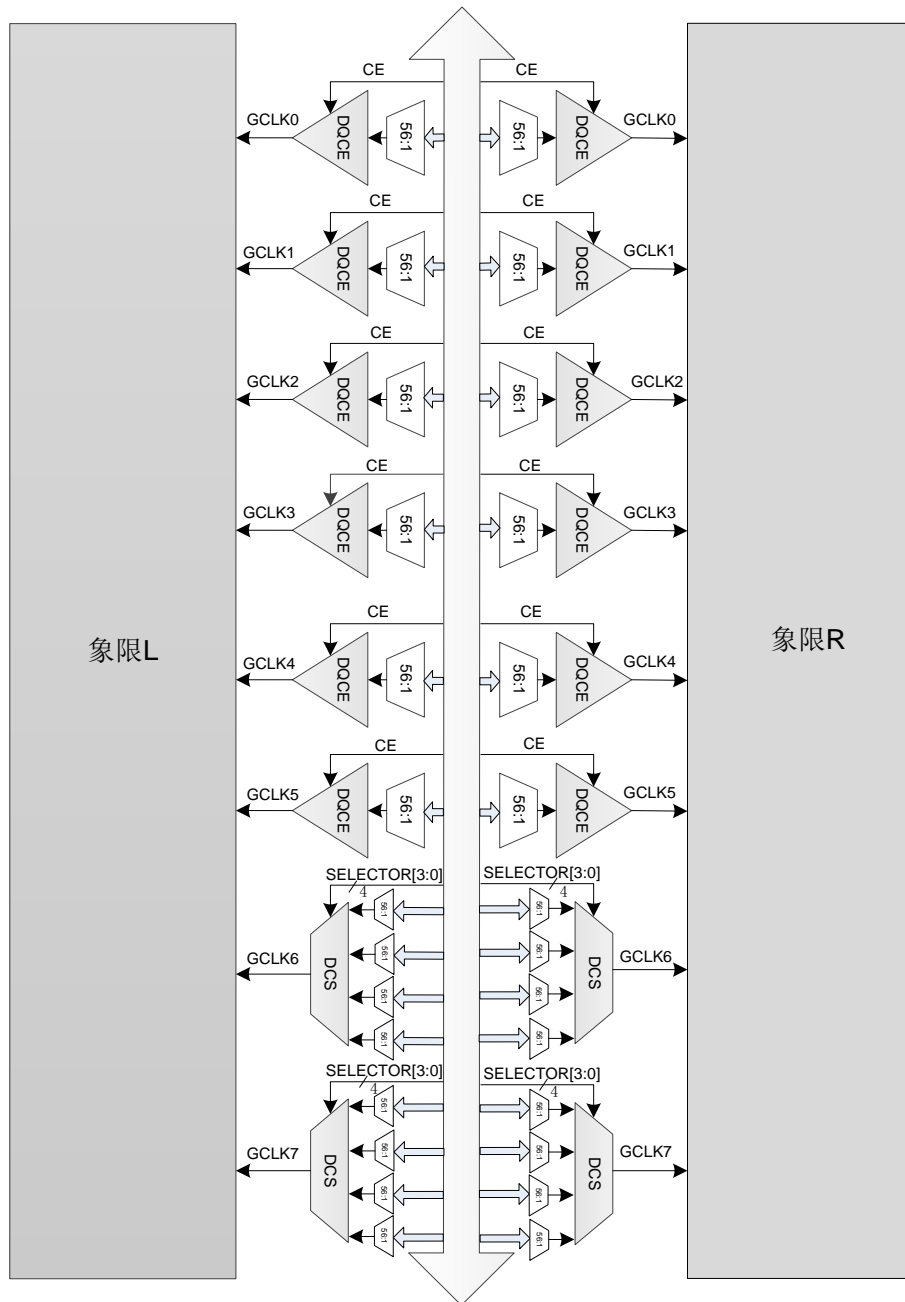 CE CE
GCLK0 DQCE 56:1 56:1 DQCE GCLK0
CE CE
GCLK1 DQCE 56:1 56:1 DQCE GCLK1
CE CE
GCLK2 DQCE 56:1 56:1 DQCE GCLK2
CE CE
GCLK3 DQCE 56:1 56:1 DQCE GCLK3
象限L
象限R
CE CE
GCLK4 DQCE 56:1 56:1 DQCE GCLK4
CE CE
GCLK5 DQCE 56:1 56:1 DQCE GCLK5
SELECTOR[3:0] SELECTOR[3:0]
4 4
56:1 56:1
56:1 56:1
GCLK6 DCS DCS GCLK6
56:1 56:1
56:1 56:1
SELECTOR[3:0] SELECTOR[3:0]
4 4
56:1 56:1
56:1 56:1
GCLK7 DCS DCS GCLK7
56:1 56:1
56:1 56:1